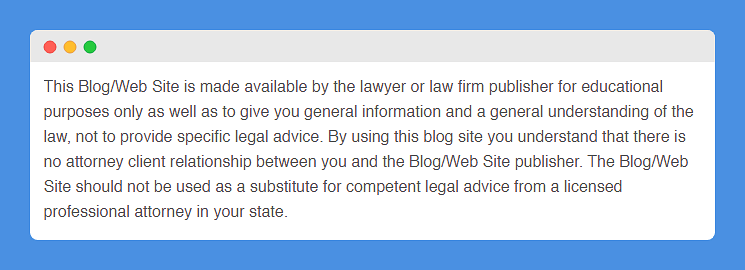 This Blog/Web Site is made available by the lawyer or law firm publisher for educational
purposes only as well as to give you general information and a general understanding of the
law, not to provide specific legal advice. By using this blog site you understand that there is
no attorney client relationship between you and the Blog/Web Site publisher. The Blog/Web
Site should not be used as a substitute for competent legal advice from a licensed
professional attorney in your state.